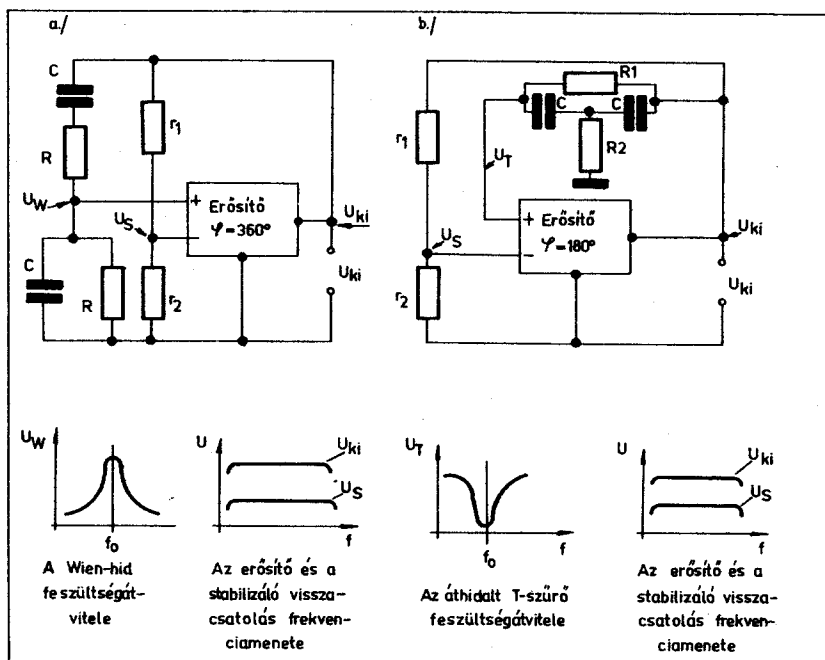 a./
C
r1
R
UW
US
+
−
Erősítő
φ=360°
Uki
Uki
C
R
r2
b./
R1
C
C
R2
r1
UT
US
+
−
Erősítő
φ=180°
Uki
Uki
r2
UW
f0
A Wien-hid
feszültségát-
vitele
U
Uki
US
f
Az erősítő és a
stabilizáló vissza-
csatolás frekven-
ciamenete
UT
f0
f
Az áthidalt T-szűrő
feszültségátvitele
U
Uki
US
f
Az erősítő és a
stabilizáló vissza-
csatolás frekven-
ciamenete